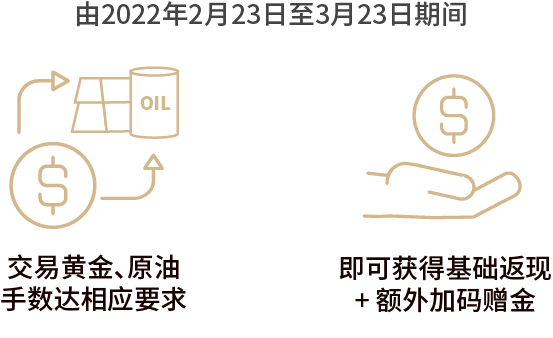 由2022年2月23日至3月23日期间
OIL
交易黄金、原油
手数达相应要求
即可获得基础返现
+ 额外加码赠金